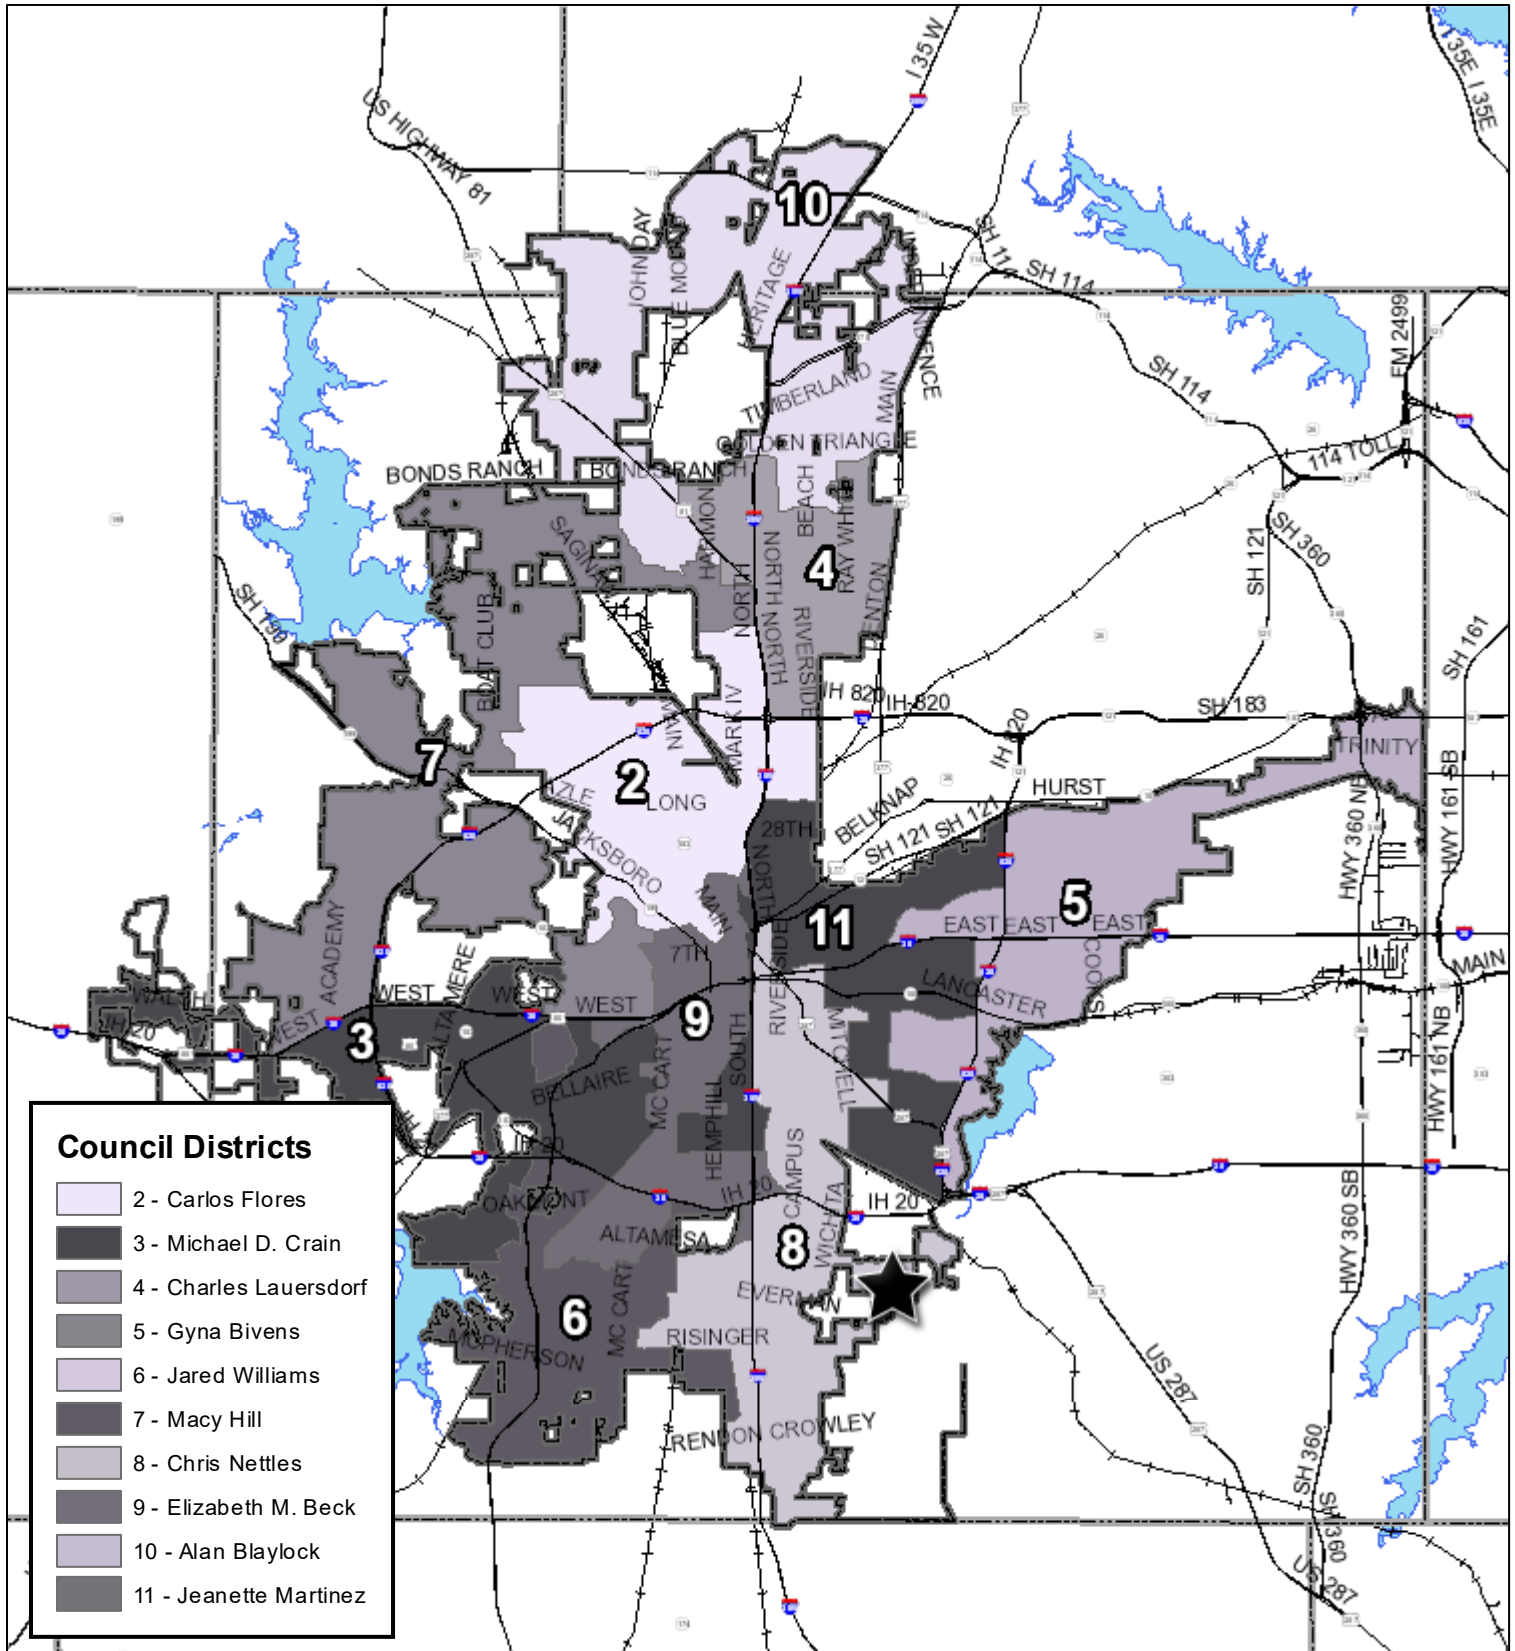 I 35W
I 35E
I 35E
US HIGHWAY 81
10
JOHN DAY
HERITAGE
SH 114
SH 114
FM 2499
TIMBERLAND
MAIN
GOLDEN TRIANGLE
BONDS RANCH
BONDS RANCH
114 TOLL
HARMON
BEACH
RAY WHITE
4
SH 121
SH 360
NORTH
NORTH
NORTH
RIVERSIDE
SH 199
BOAT CLUB
SH 161
IH 820
IH 820
SH 183
MARK IV
IH 820
TRINITY
7
2
AZLE
LONG
HURST
BELKNAP
HWY 161 SB
HWY 360 NB
JACKSBORO
28TH
SH 121
SH 121
NORTH
MAIN
5
11
EAST
EAST
EAST
ACADEMY
7TH
COOKS
RIVERSIDE
MAIN
ALTAMERE
WALSH
WEST
WEST
WEST
LANCASTER
IH 20
WEST
3
9
MITCHELL
HWY 161 NB
BELLAIRE
MC CART
SOUTH
HEMPHILL
CAMPUS
IH 20
OAKMONT
IH 20
IH 20
WICHITA
HWY 360 SB
ALTAMESA
8
EVERMAN
6
MC CART
RISINGER
MCPHERSON
US 287
RENDON CROWLEY
SH 360
SH 360
US 287
Council Districts
2 - Carlos Flores
3 - Michael D. Crain
4 - Charles Lauersdorf
5 - Gyna Bivens
6 - Jared Williams
7 - Macy Hill
8 - Chris Nettles
9 - Elizabeth M. Beck
10 - Alan Blaylock
11 - Jeanette Martinez